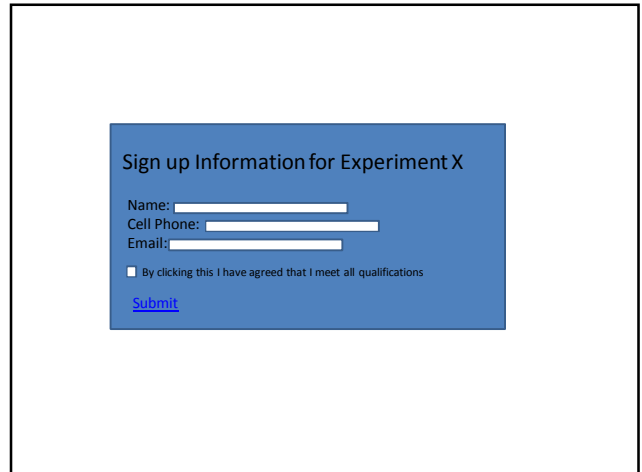 Sign up Information for Experiment X
Name:
Cell Phone:
Email:
By clicking this I have agreed that I meet all qualifications
Submit